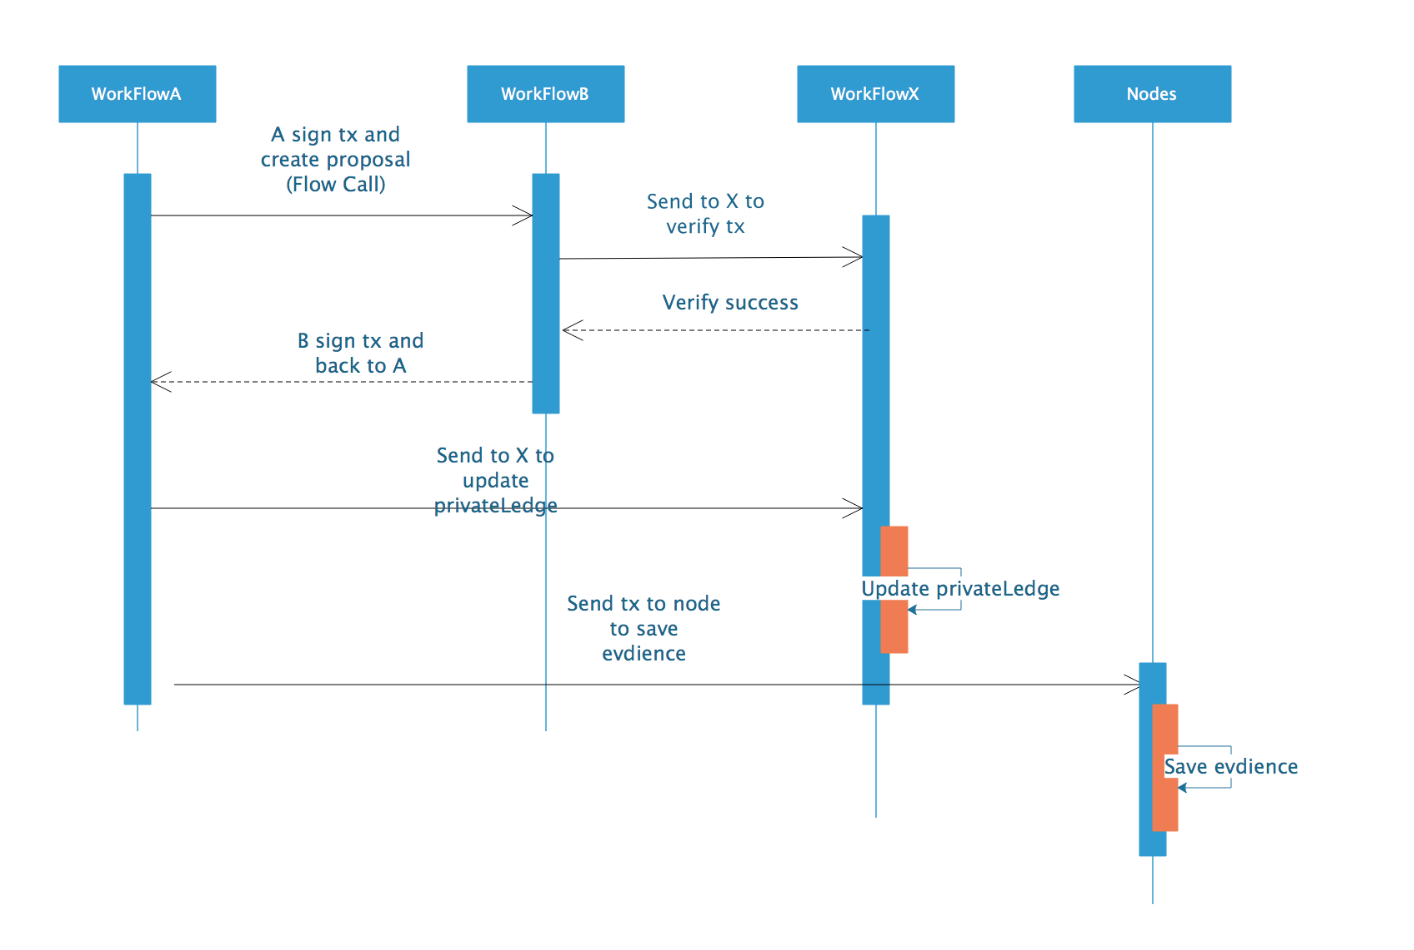 WorkFlowA
WorkFlowB
WorkFlowX
Nodes
A sign tx and
create proposal
(Flow Call)
Send to X to
verify tx
Verify success
B sign tx and
back to A
Send to X to
update
privateLedge
Update privateLedge
Send tx to node
to save
evdience
Save evdience